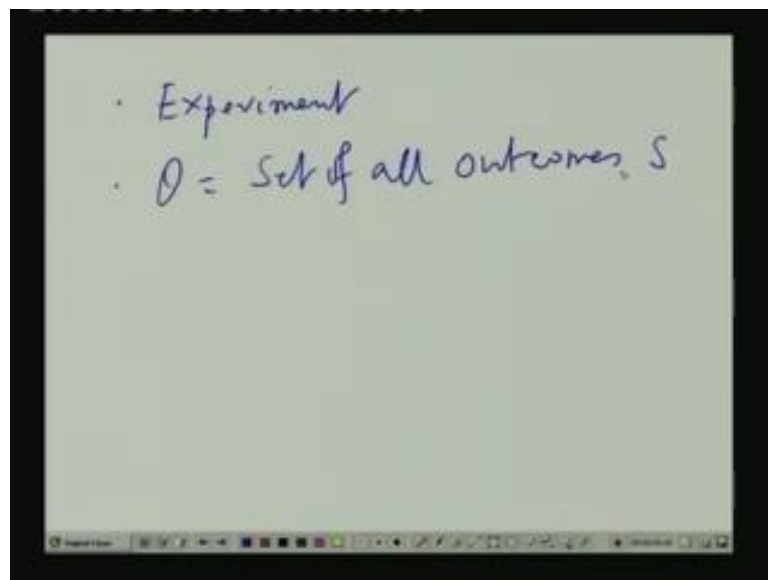 · Experiment
· O = Set of all outcomes, S